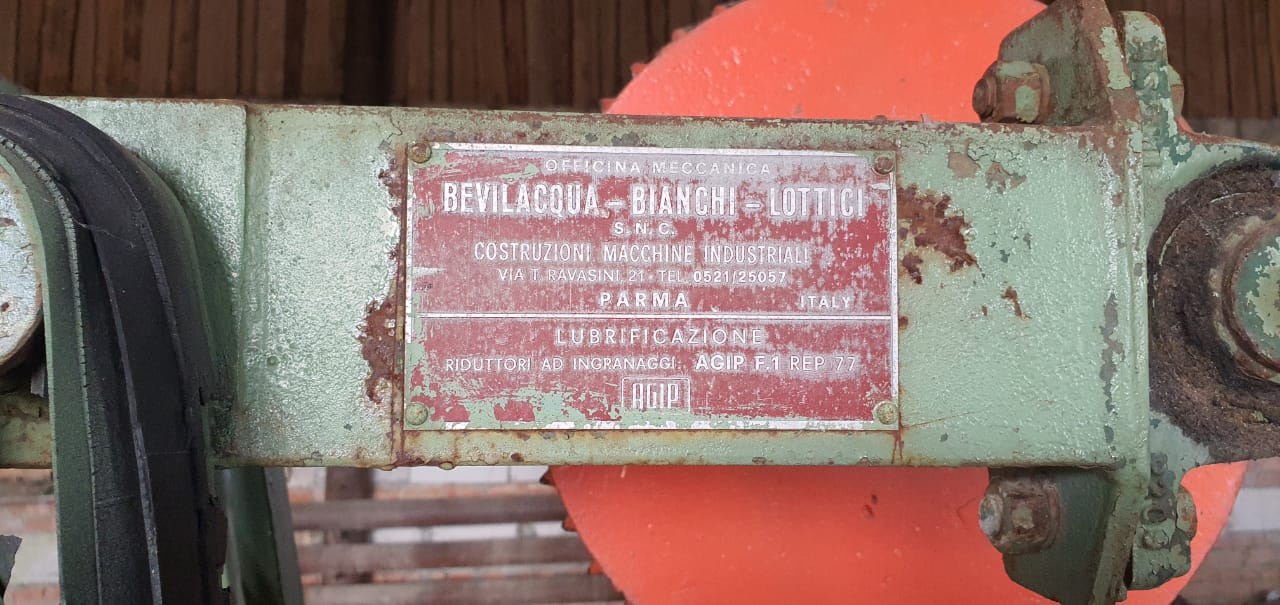 OFFICINA MECCANICA
BEVILACQUA - BIANCHI - LOTTICI
S.N.C.
COSTRUZIONI MACCHINE INDUSTRIALI
VIA T. RAVASINI, 21 - TEL. 0521/25057
PARMA ITALY
LUBRIFICAZIONE
RIDUTTORI AD INGRANAGGI: AGIP F.1 REP 77
AGIP